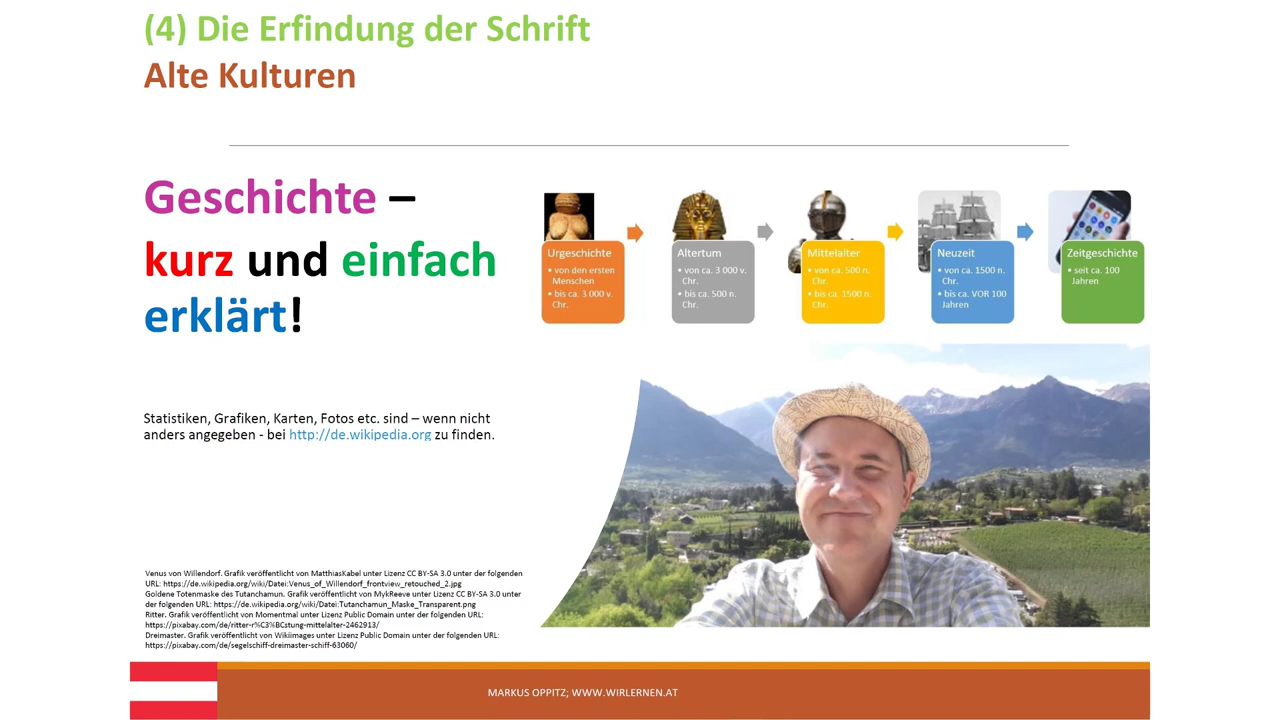 (4) Die Erfindung der Schrift
Alte Kulturen
Geschichte –
kurz und einfach
erklärt!
Urgeschichte
• von den ersten
Menschen
• bis ca. 3 000 v.
Chr.
Altertum
• von ca. 3 000 v.
Chr.
• bis ca. 500 n.
Chr.
Mittelalter
• von ca. 500 n.
Chr.
• bis ca. 1500 n.
Chr.
Neuzeit
• von ca. 1500 n.
Chr.
• bis ca. VOR 100
Jahren
Zeitgeschichte
• seit ca. 100
Jahren
Statistiken, Grafiken, Karten, Fotos etc. sind – wenn nicht
anders angegeben - bei http://de.wikipedia.org zu finden.
Venus von Willendorf. Grafik veröffentlicht von MatthiasKabel unter Lizenz CC BY-SA 3.0 unter der folgenden
URL: https://de.wikipedia.org/wiki/Datei:Venus_of_Willendorf_frontview_retouched_2.jpg
Goldene Totenmaske des Tutanchamun. Grafik veröffentlicht von MykReeve unter Lizenz CC BY-SA 3.0 unter
der folgenden URL: https://de.wikipedia.org/wiki/Datei:Tutanchamun_Maske_Transparent.png
Ritter. Grafik veröffentlicht von Momentmal unter Lizenz Public Domain unter der folgenden URL:
https://pixabay.com/de/ritter-r%C3%BCstung-mittelalter-2462913/
Dreimaster. Grafik veröffentlicht von Wikiimages unter Lizenz Public Domain unter der folgenden URL:
https://pixabay.com/de/segelschiff-dreimaster-schiff-63060/
MARKUS OPPITZ; WWW.WIRLERNEN.AT